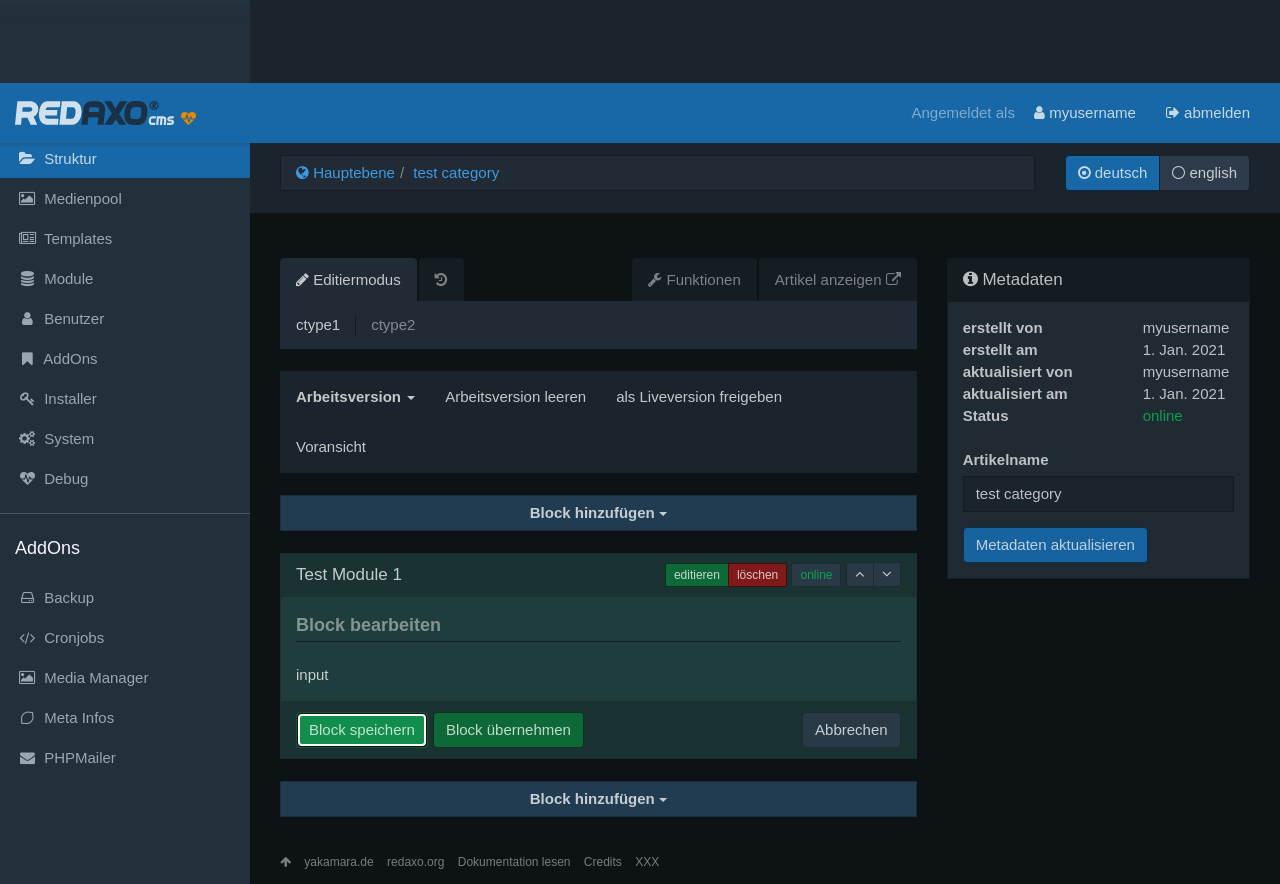 REDAXO® cms
Angemeldet als myusername abmelden
Struktur
Medienpool
Templates
Module
Benutzer
AddOns
Installer
System
Debug
AddOns
Backup
Cronjobs
Media Manager
Meta Infos
PHPMailer
Hauptebene / test category
deutsch english
Editiermodus
Funktionen Artikel anzeigen
ctype1 ctype2
Arbeitsversion Arbeitsversion leeren als Liveversion freigeben
Voransicht
Block hinzufügen
Test Module 1 editieren löschen online
Block bearbeiten
input
Block speichern Block übernehmen Abbrechen
Block hinzufügen
Metadaten
erstellt von myusername
erstellt am 1. Jan. 2021
aktualisiert von myusername
aktualisiert am 1. Jan. 2021
Status online
Artikelname
test category
Metadaten aktualisieren
yakamara.de redaxo.org Dokumentation lesen Credits XXX